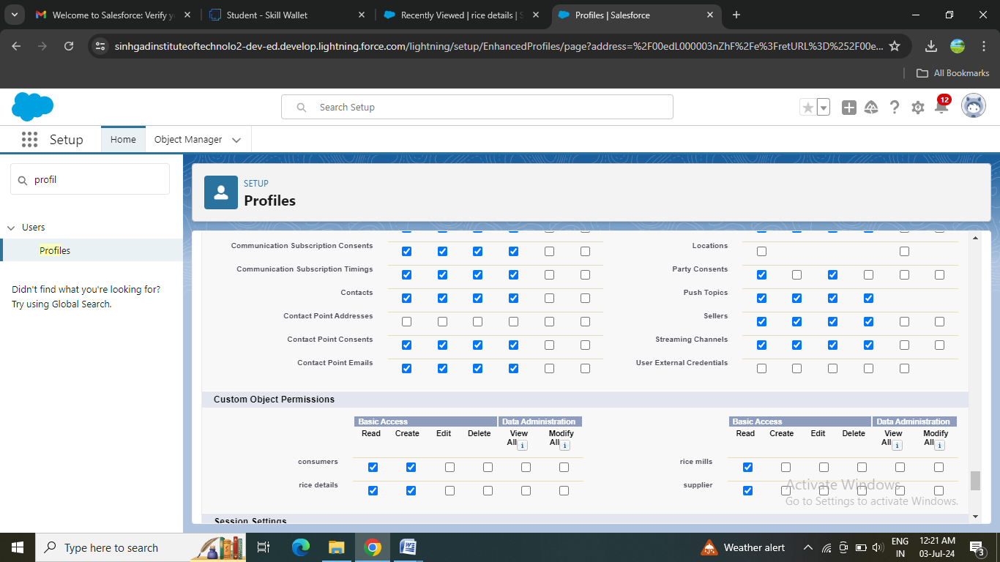 Welcome to Salesforce: Verify y
Student - Skill Wallet
Recently Viewed | rice details | S
Profiles | Salesforce
sinhgadinstituteoftechnolo2-dev-ed.develop.lightning.force.com/lightning/setup/EnhancedProfiles/page?address=%2F00edL000003nZhF%2Fe%3FretURL%3D%252F00e...
All Bookmarks
Search Setup
12
Setup
Home
Object Manager
profil
Users
Profiles
Didn't find what you're looking for?
Try using Global Search.
SETUP
Profiles
Communication Subscription Consents
Locations
Communication Subscription Timings
Party Consents
Contacts
Push Topics
Contact Point Addresses
Sellers
Contact Point Consents
Streaming Channels
Contact Point Emails
User External Credentials
Custom Object Permissions
Basic Access Data Administration
Read Create Edit Delete View All i Modify All i
Basic Access Data Administration
Read Create Edit Delete View All i Modify All i
consumers
rice mills
rice details
supplier
Activate Windows
Go to Settings to activate Windows.
Session Settings
Type here to search
Weather alert
ENG
IN
12:21 AM
03-Jul-24
3